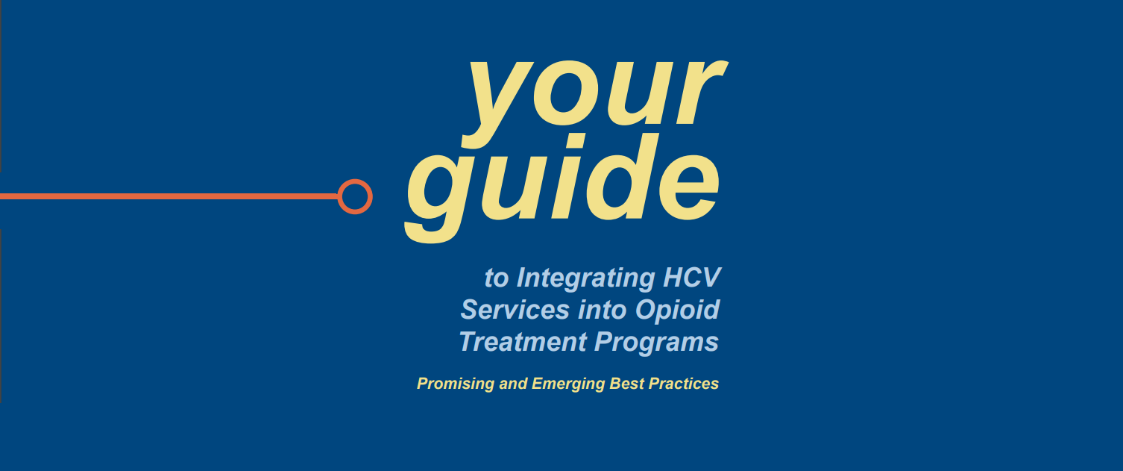 your
guide
to Integrating HCV
Services into Opioid
Treatment Programs
Promising and Emerging Best Practices